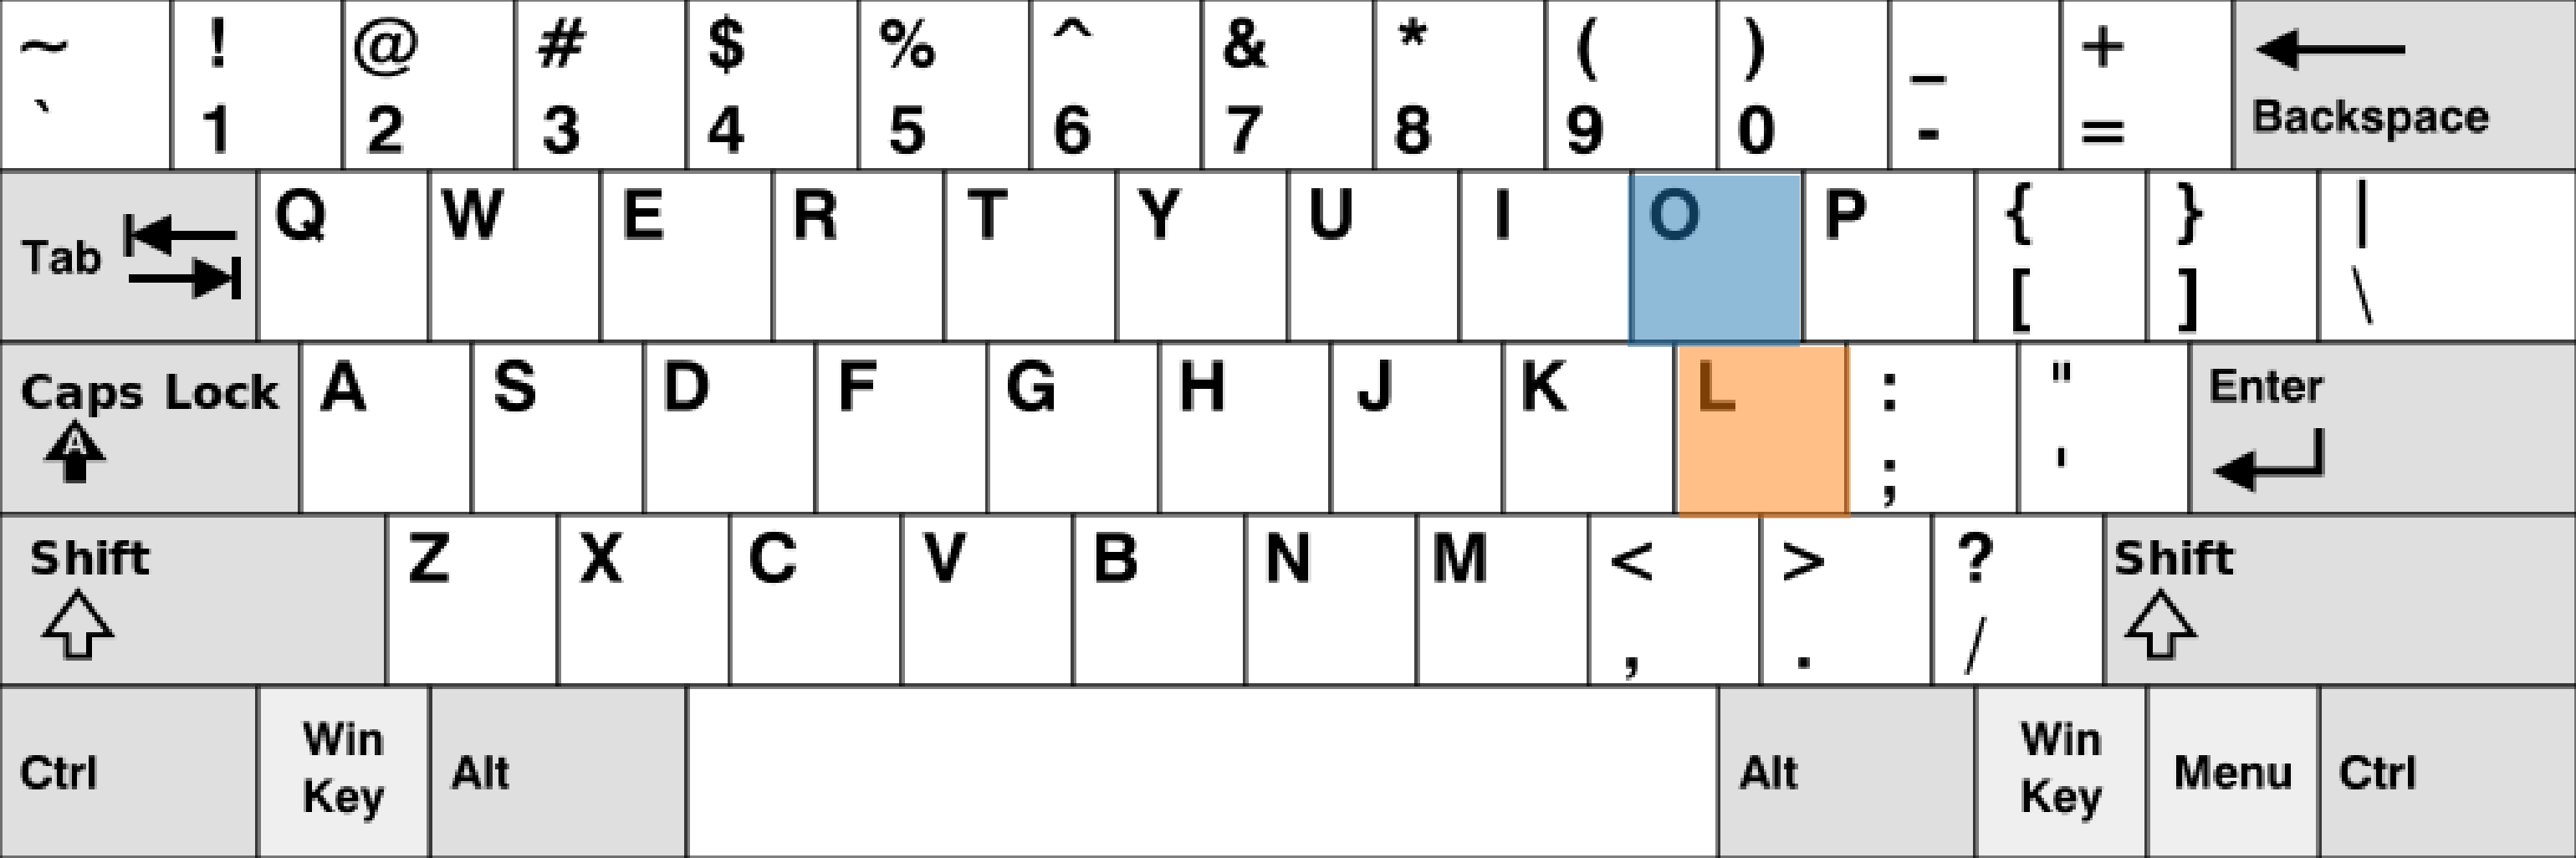 ~ ! @ # $ % ^ & * ( ) _ +
` 1 2 3 4 5 6 7 8 9 0 - = Backspace
Tab Q W E R T Y U I O P { } |
[ ] \
Caps Lock A S D F G H J K L : " Enter
A ; '
Shift Z X C V B N M < > ? Shift
, . /
Ctrl Win Key Alt Alt Win Key Menu Ctrl